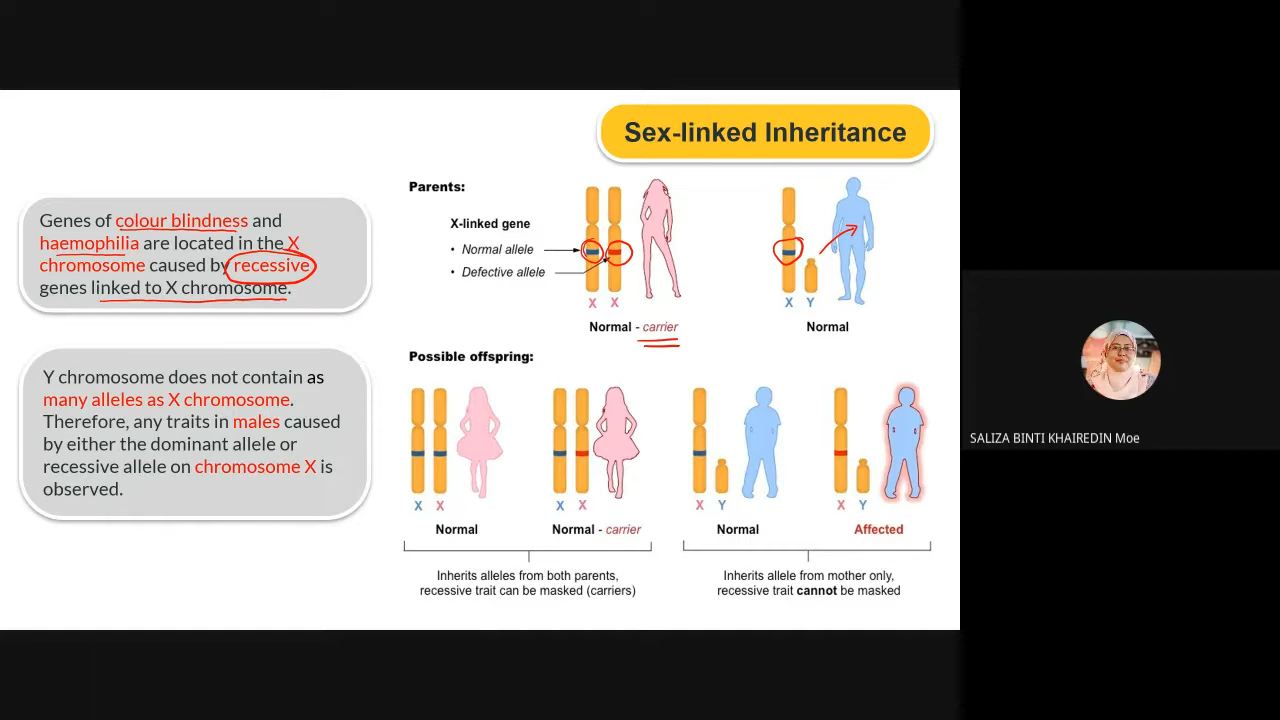 Sex-linked Inheritance
Genes of colour blindness and
haemophilia are located in the X
chromosome caused by recessive
genes linked to X chromosome.
Y chromosome does not contain as
many alleles as X chromosome.
Therefore, any traits in males caused
by either the dominant allele or
recessive allele on chromosome X is
observed.
Parents:
X-linked gene
• Normal allele
• Defective allele
X X
X Y
Normal - carrier
Normal
Possible offspring:
X X
X X
X Y
X Y
Normal
Normal - carrier
Normal
Affected
Inherits alleles from both parents,
recessive trait can be masked (carriers)
Inherits allele from mother only,
recessive trait cannot be masked
SALIZA BINTI KHAIREDIN Moe